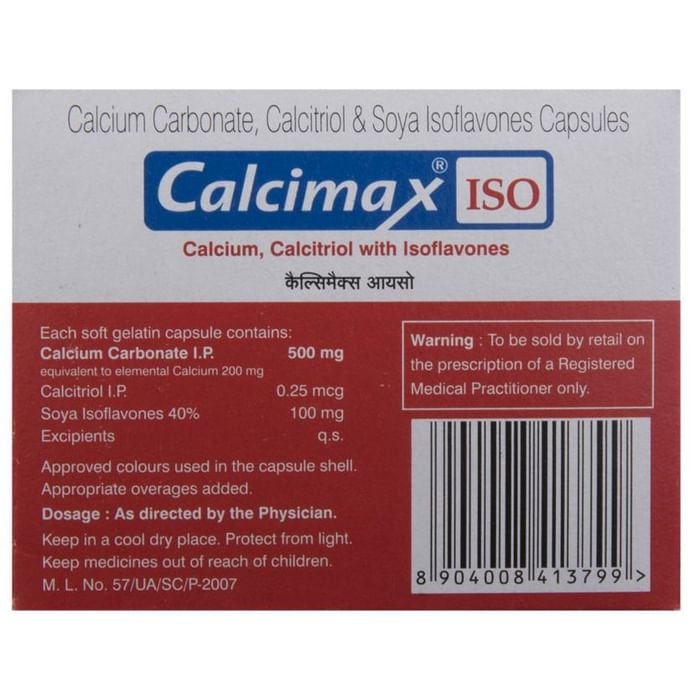 Calcium Carbonate, Calcitriol & Soya Isoflavones Capsules
Calcimax® ISO
Calcium, Calcitriol with Isoflavones
कैल्सिमैक्स आयसो
Each soft gelatin capsule contains:
Calcium Carbonate I.P. 500 mg
equivalent to elemental Calcium 200 mg
Calcitriol I.P. 0.25 mcg
Soya Isoflavones 40% 100 mg
Excipients q.s.
Approved colours used in the capsule shell.
Appropriate overages added.
Dosage : As directed by the Physician.
Keep in a cool dry place. Protect from light.
Keep medicines out of reach of children.
M. L. No. 57/UA/SC/P-2007
Warning : To be sold by retail on
the prescription of a Registered
Medical Practitioner only.
8 904008 413799 >